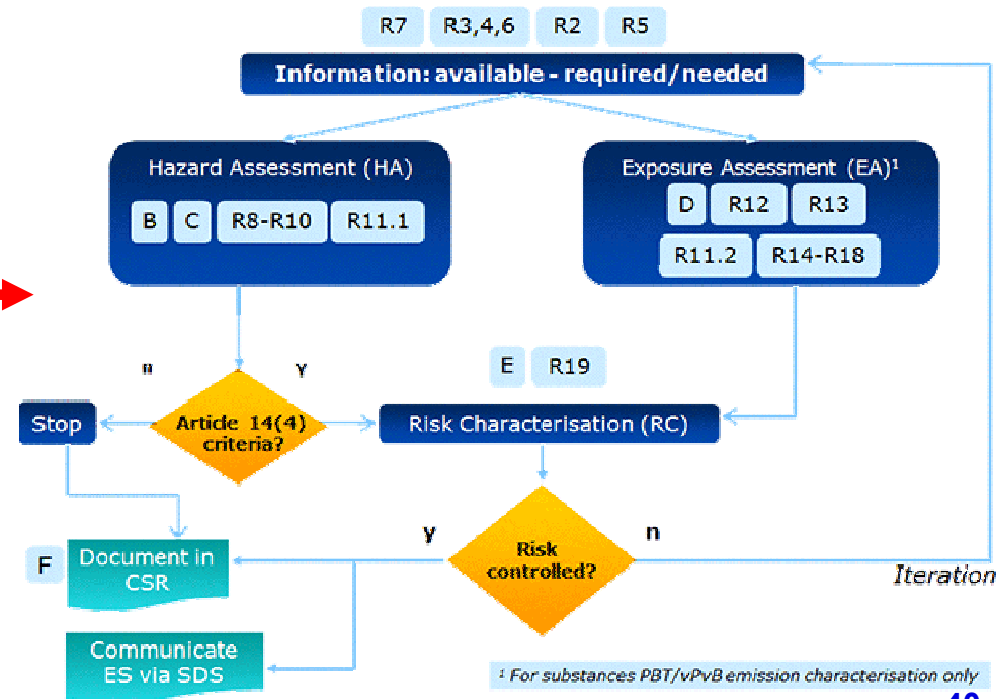 R7 R3,4,6 R2 R5
Information: available - required/needed
Hazard Assessment (HA)
B C R8-R10 R11.1
Exposure Assessment (EA)¹
D R12 R13
R11.2 R14-R18
n Y
E R19
Stop
Article 14(4)
criteria?
Risk Characterisation (RC)
y n
Risk
controlled?
F
Document in
CSR
Iteration
Communicate
ES via SDS
¹ For substances PBT/vPvB emission characterisation only